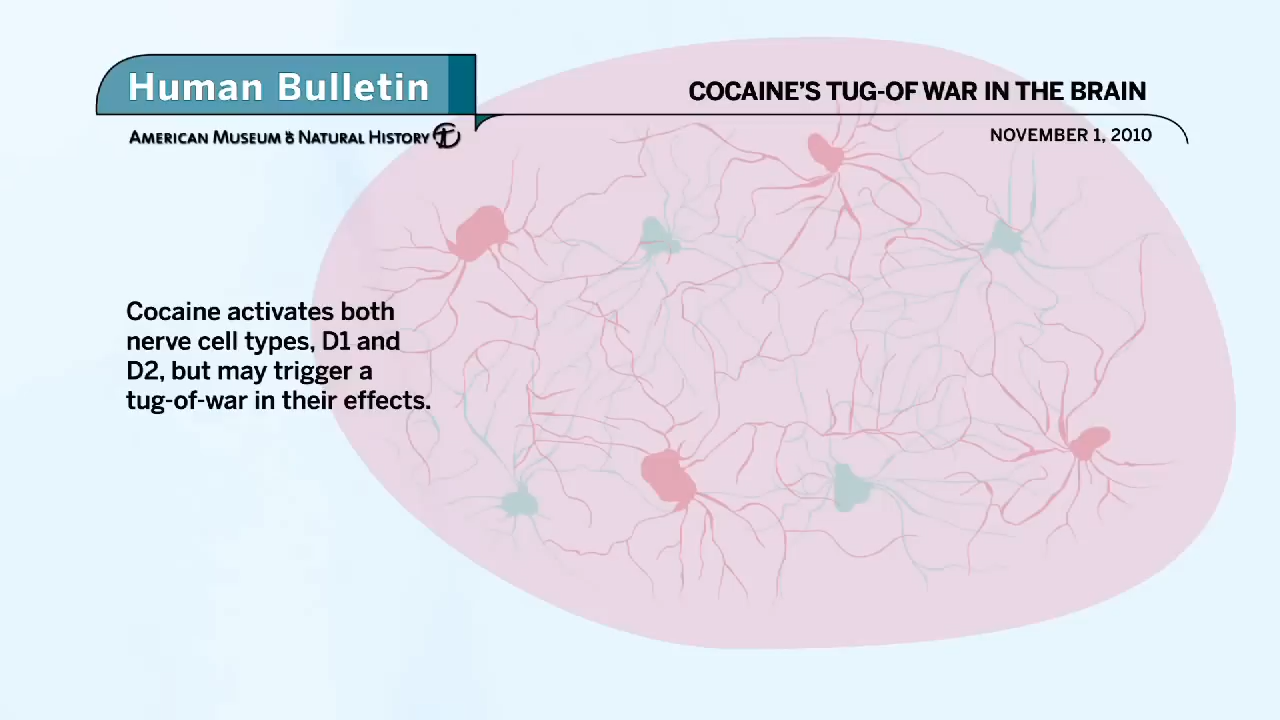 Human Bulletin
AMERICAN MUSEUM & NATURAL HISTORY
COCAINE'S TUG-OF WAR IN THE BRAIN
NOVEMBER 1, 2010
Cocaine activates both
nerve cell types, D1 and
D2, but may trigger a
tug-of-war in their effects.